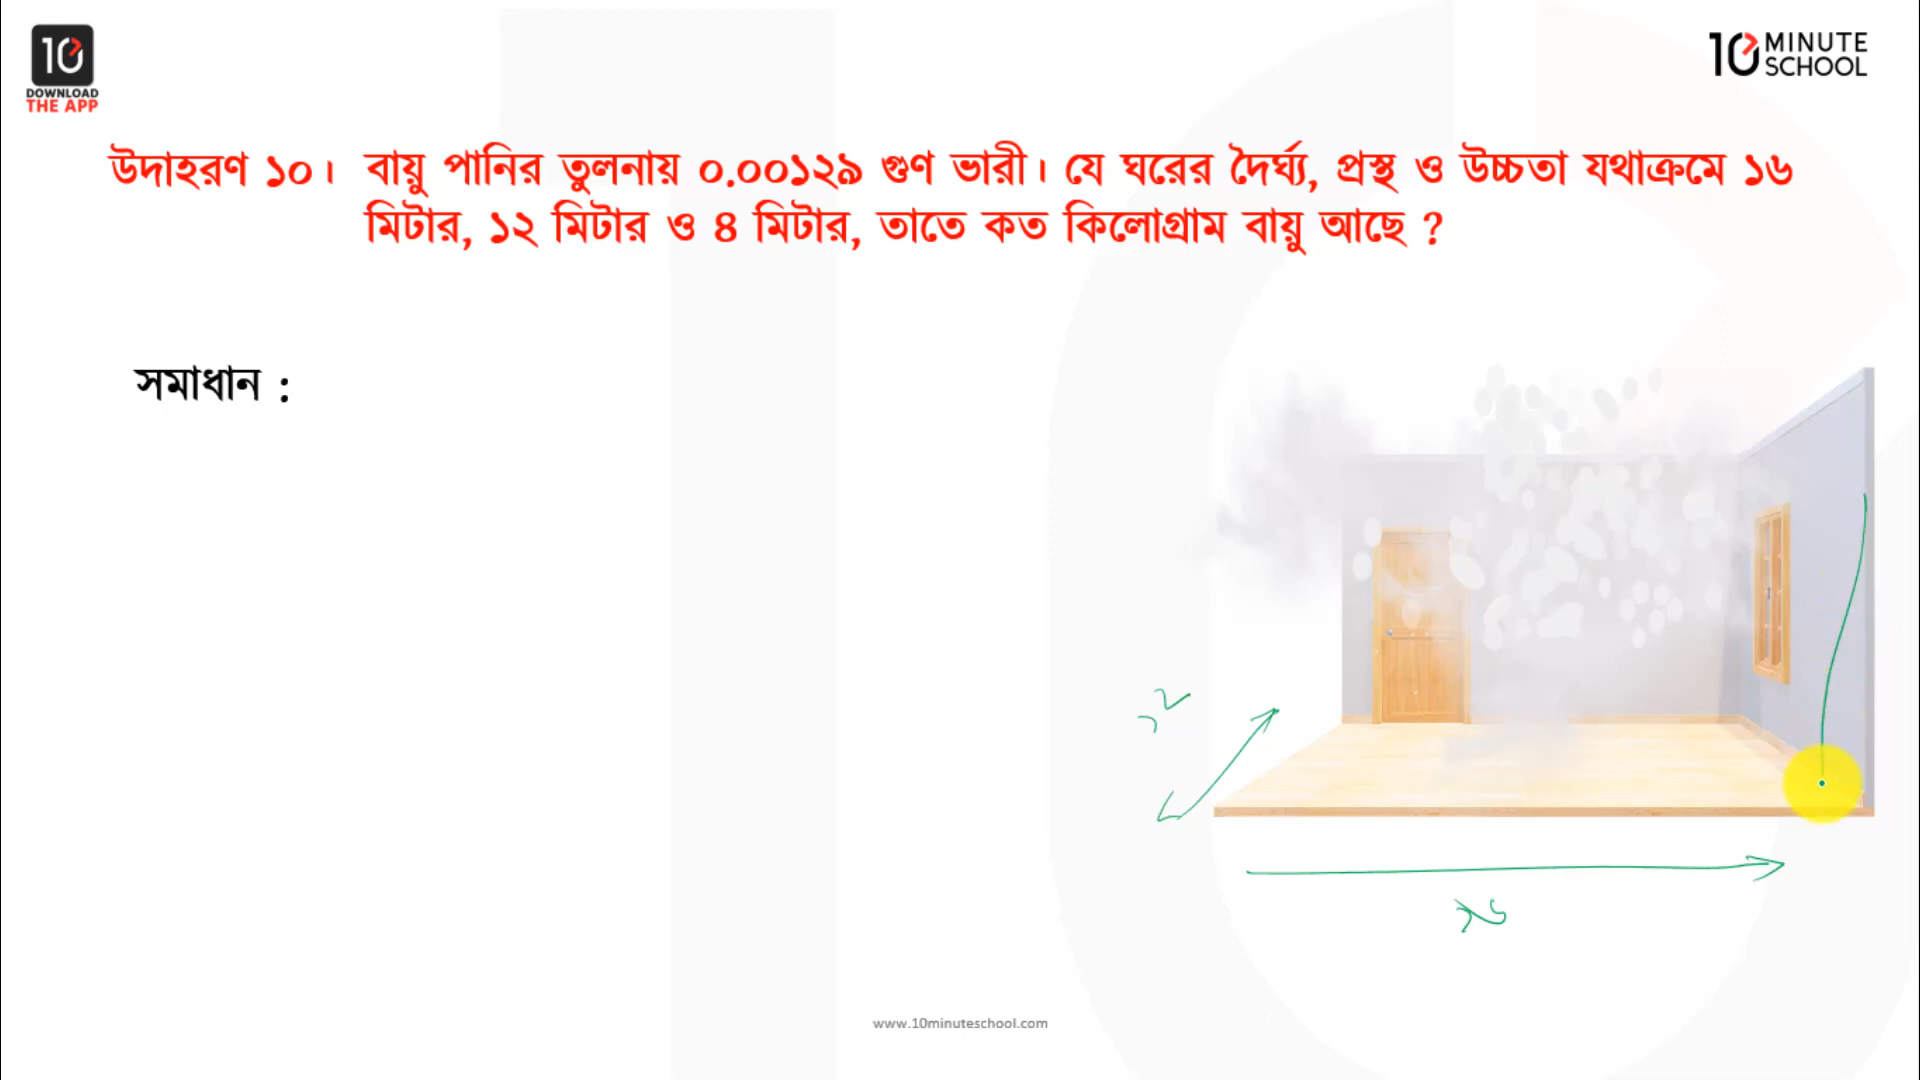 10
DOWNLOAD
THE APP
10 MINUTE
SCHOOL
উদাহরণ ১০। বায়ু পানির তুলনায় ০.০০১২৯ গুণ ভারী। যে ঘরের দৈর্ঘ্য, প্রস্থ ও উচ্চতা যথাক্রমে ১৬
মিটার, ১২ মিটার ও ৪ মিটার, তাতে কত কিলোগ্রাম বায়ু আছে ?
সমাধান :
১২
১৬
www.10minuteschool.com